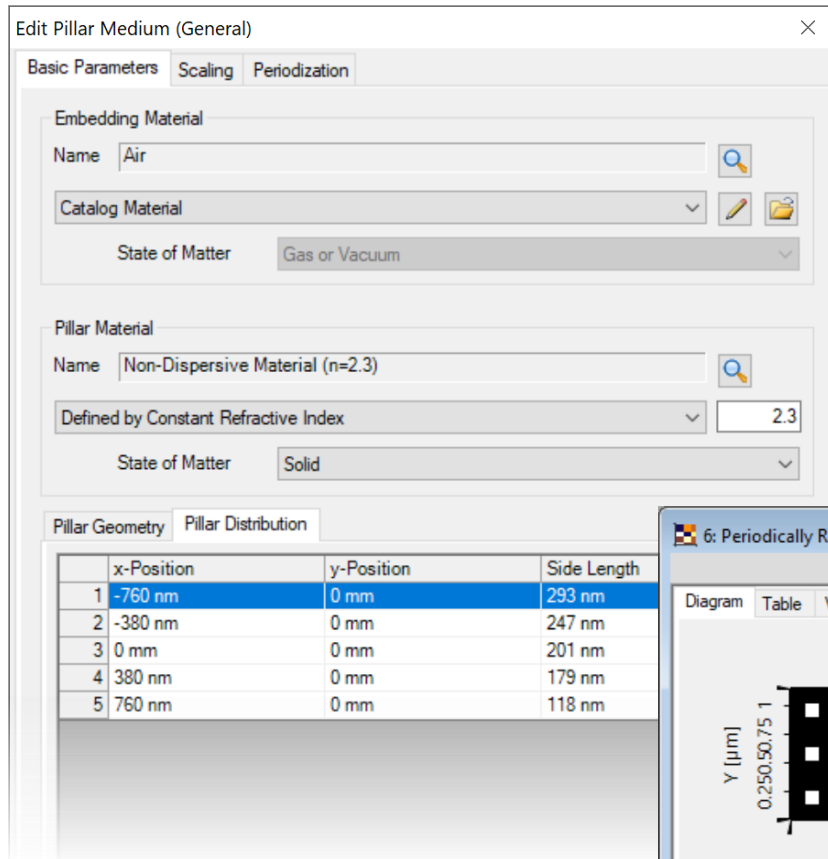 Edit Pillar Medium (General)
Basic Parameters Scaling Periodization
Embedding Material
Name Air
Catalog Material
State of Matter Gas or Vacuum
Pillar Material
Name Non-Dispersive Material (n=2.3)
Defined by Constant Refractive Index 2.3
State of Matter Solid
Pillar Geometry Pillar Distribution
x-Position y-Position Side Length
1 -760 nm 0 mm 293 nm
2 -380 nm 0 mm 247 nm
3 0 mm 0 mm 201 nm
4 380 nm 0 mm 179 nm
5 760 nm 0 mm 118 nm
6: Periodically R
Diagram Table
Y [µm]
0.250.50.75 1